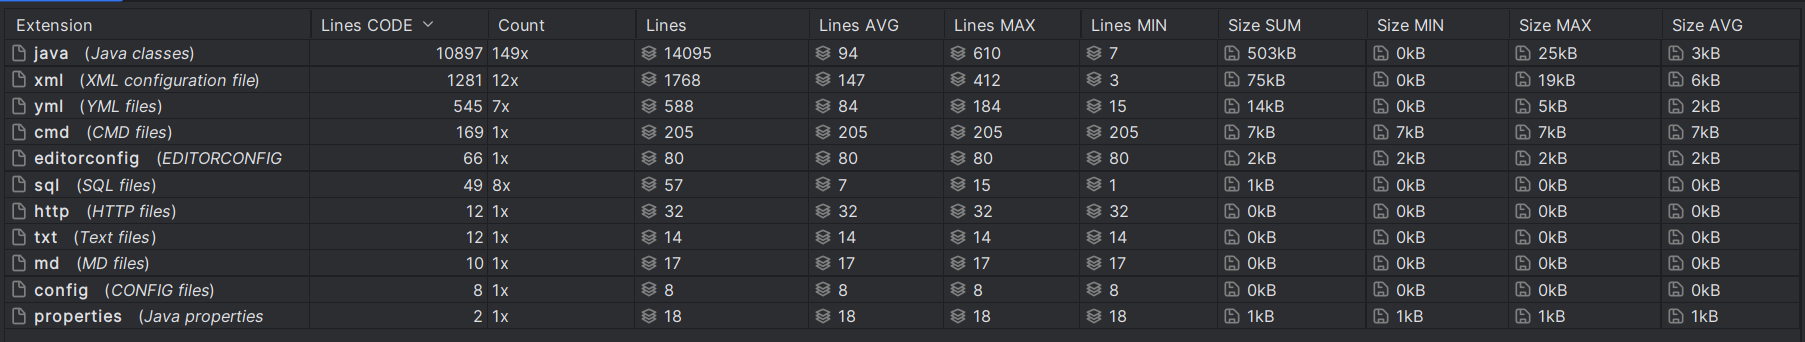 Extension Lines CODE Count Lines Lines AVG Lines MAX Lines MIN Size SUM Size MIN Size MAX Size AVG
java (Java classes) 10897 149x 14095 94 610 7 503kB 0kB 25kB 3kB
xml (XML configuration file) 1281 12x 1768 147 412 3 75kB 0kB 19kB 6kB
yml (YML files) 545 7x 588 84 184 15 14kB 0kB 5kB 2kB
cmd (CMD files) 169 1x 205 205 205 205 7kB 7kB 7kB 7kB
editorconfig (EDITORCONFIG 66 1x 80 80 80 80 2kB 2kB 2kB 2kB
sql (SQL files) 49 8x 57 7 15 1 1kB 0kB 0kB 0kB
http (HTTP files) 12 1x 32 32 32 32 0kB 0kB 0kB 0kB
txt (Text files) 12 1x 14 14 14 14 0kB 0kB 0kB 0kB
md (MD files) 10 1x 17 17 17 17 0kB 0kB 0kB 0kB
config (CONFIG files) 8 1x 8 8 8 8 0kB 0kB 0kB 0kB
properties (Java properties 2 1x 18 18 18 18 1kB 1kB 1kB 1kB